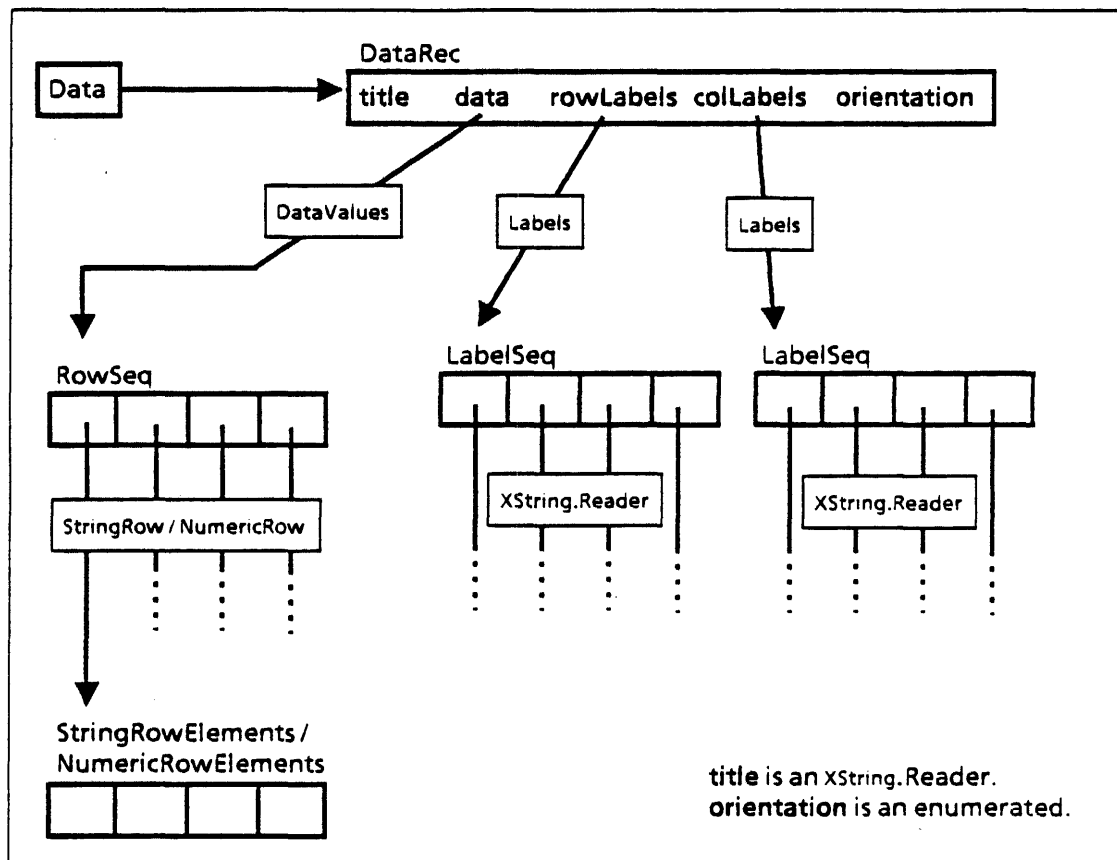 DataRec
Data
title data rowLabels colLabels orientation
DataValues
Labels
Labels
RowSeq
LabelSeq
LabelSeq
StringRow / NumericRow
XString.Reader
XString.Reader
StringRowElements /
NumericRowElements
title is an XString.Reader.
orientation is an enumerated.